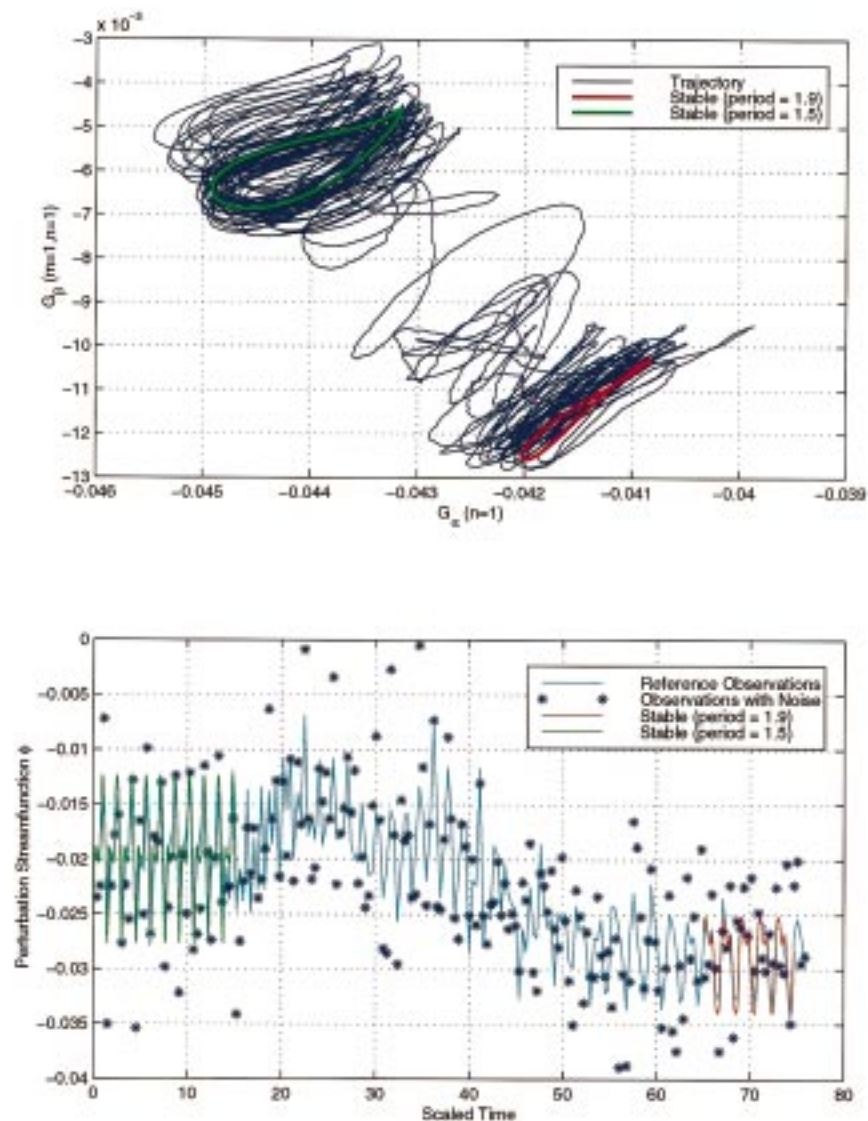 x 10⁻³
−3
−4
−5
−6
−7
−8
−9
−10
−11
−12
−13
G_β (m=1,n=1)
Trajectory
Stable (period = 1.9)
Stable (period = 1.5)
−0.046 −0.045 −0.044 −0.043 −0.042 −0.041 −0.04 −0.039
G_α (n=1)
0
−0.005
−0.01
−0.015
−0.02
−0.025
−0.03
−0.035
−0.04
Perturbation Streamfunction ϕ
Reference Observations
Observations with Noise
Stable (period = 1.9)
Stable (period = 1.5)
0 10 20 30 40 50 60 70 80
Scaled Time